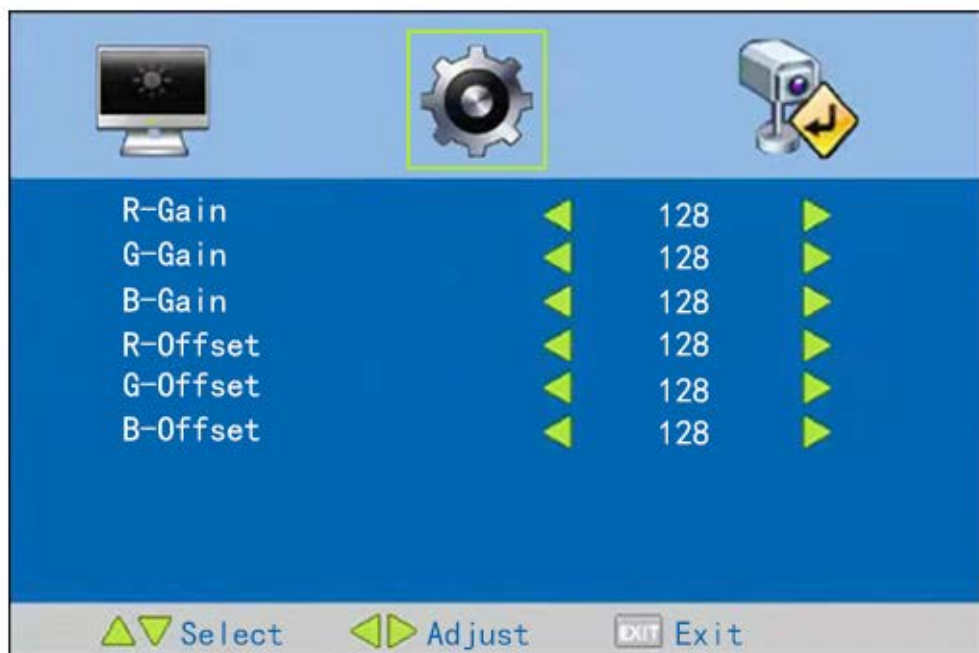 R-Gain 128
G-Gain 128
B-Gain 128
R-Offset 128
G-Offset 128
B-Offset 128
Select Adjust EXIT Exit